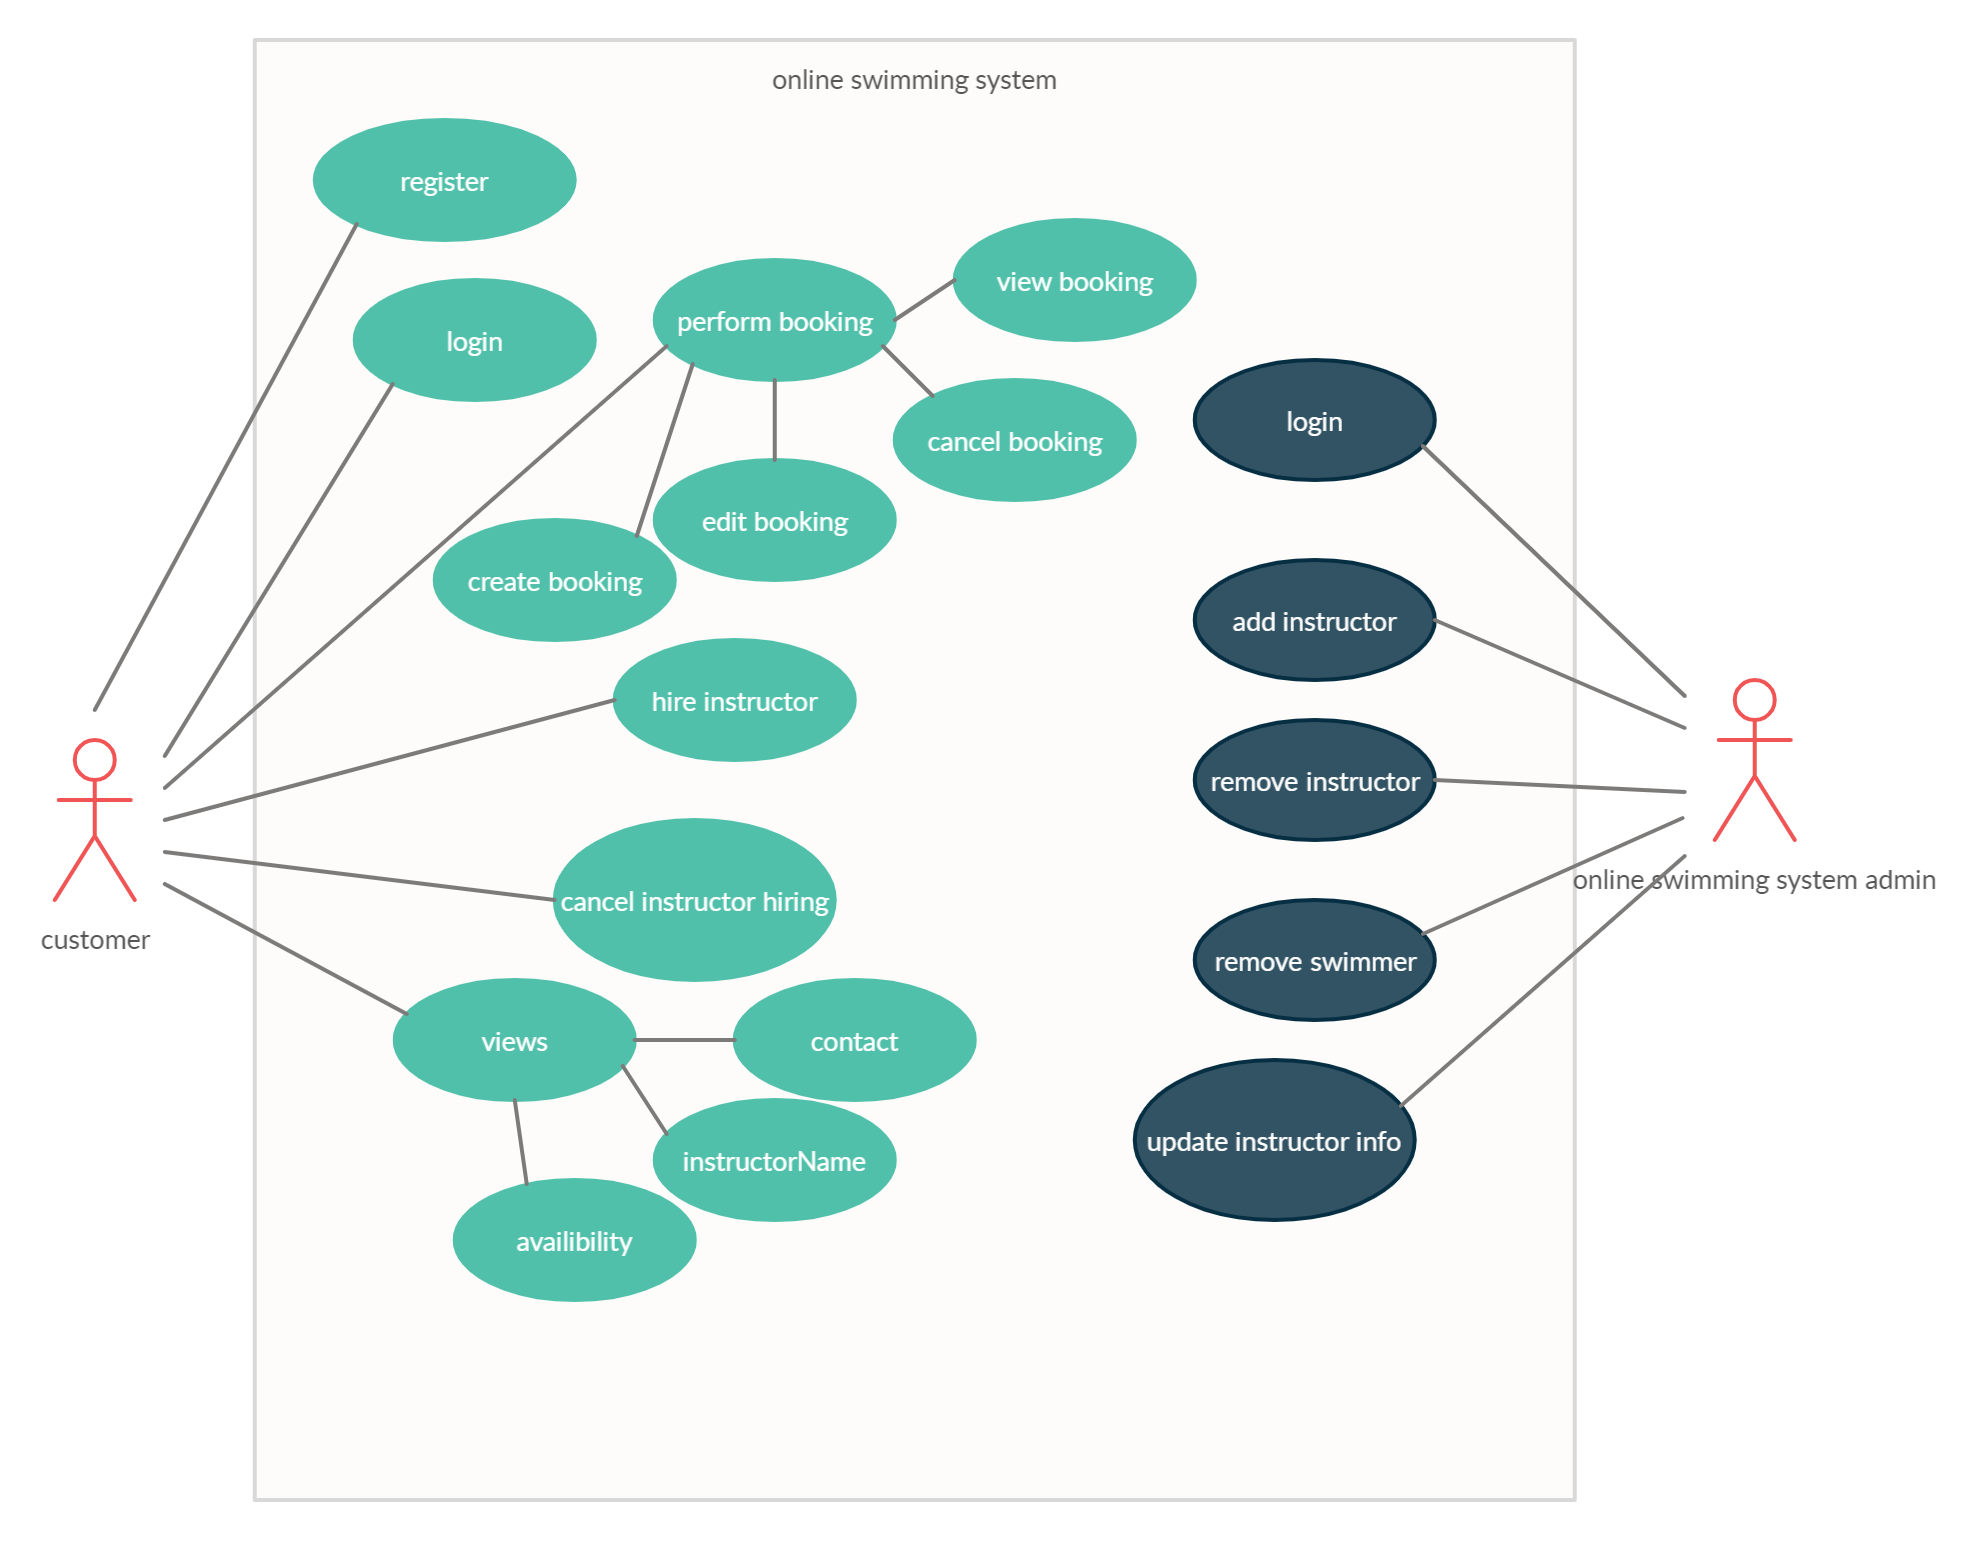 online swimming system
register
login
perform booking
view booking
cancel booking
edit booking
create booking
hire instructor
cancel instructor hiring
views
contact
instructorName
availibility
customer
login
add instructor
remove instructor
remove swimmer
update instructor info
online swimming system admin